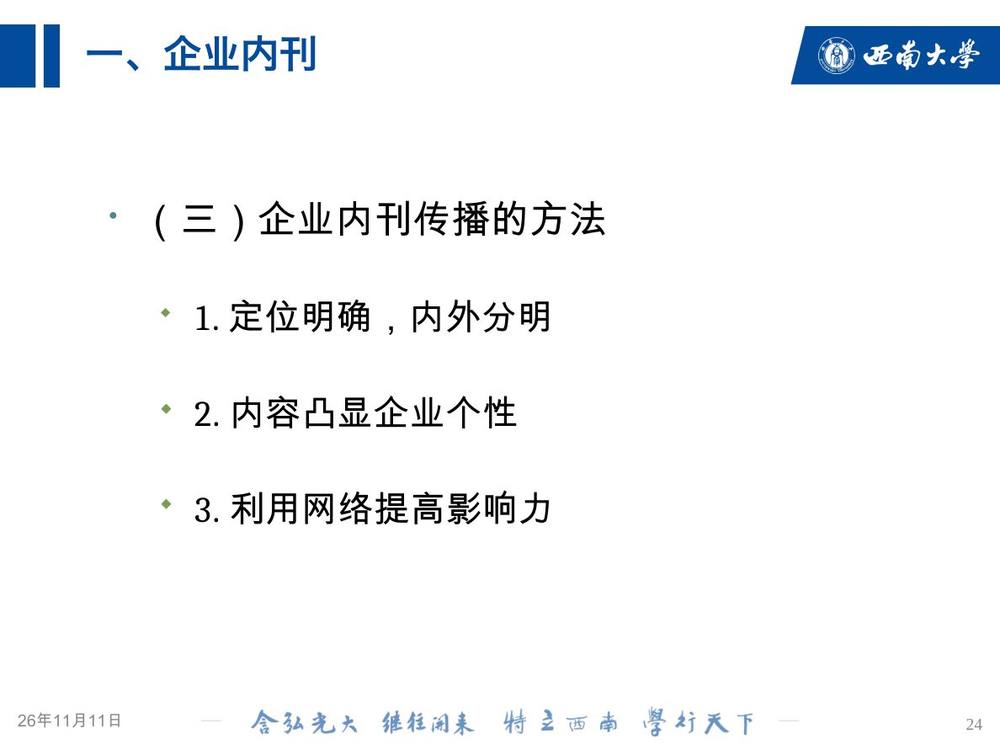 一、企业内刊
西南大学
• （三）企业内刊传播的方法
1. 定位明确，内外分明
2. 内容凸显企业个性
3. 利用网络提高影响力
26年11月11日
含弘光大 继往开来 特立西南 學行天下
24